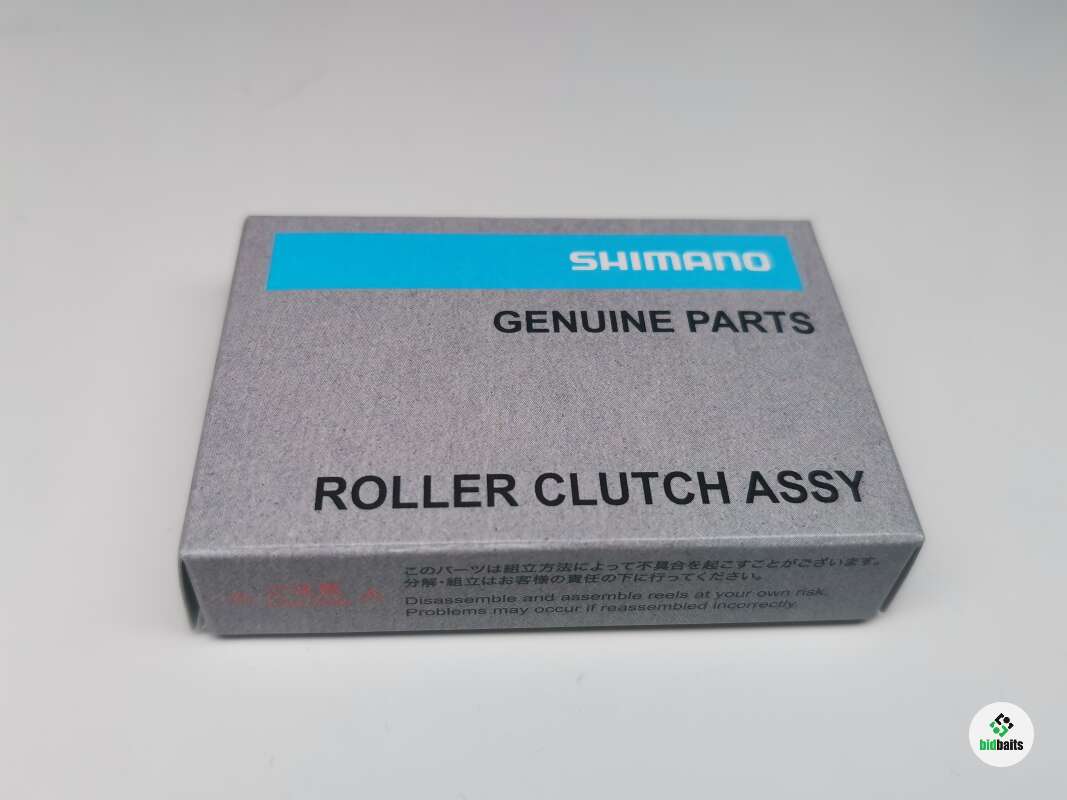 SHIMANO
GENUINE PARTS
ROLLER CLUTCH ASSY
このパーツは組立方法によって不具合を起こすことがございます。
分解・組立はお客様の責任の下に行ってください。
Disassemble and assemble reels at your own risk.
Problems may occur if reassembled incorrectly.
bidbaits